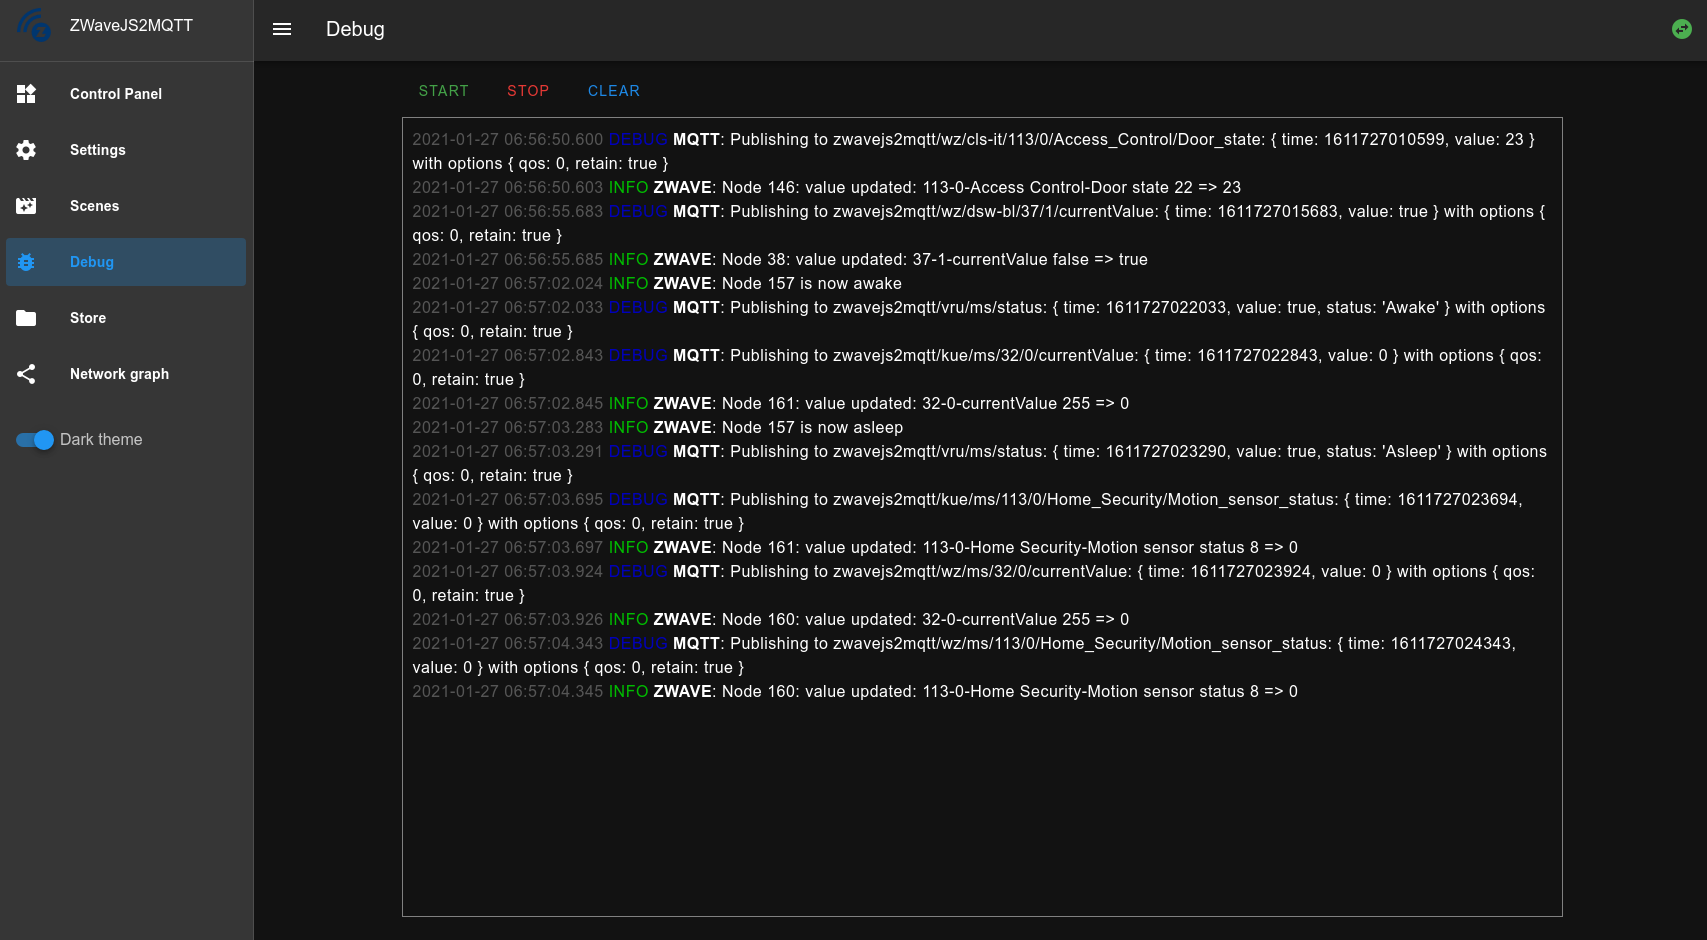 ZWaveJS2MQTT
Debug
Control Panel
Settings
Scenes
Debug
Store
Network graph
Dark theme
START STOP CLEAR
2021-01-27 06:56:50.600 DEBUG MQTT: Publishing to zwavejs2mqtt/wz/cls-it/113/0/Access_Control/Door_state: { time: 1611727010599, value: 23 }
with options { qos: 0, retain: true }
2021-01-27 06:56:50.603 INFO ZWAVE: Node 146: value updated: 113-0-Access Control-Door state 22 => 23
2021-01-27 06:56:55.683 DEBUG MQTT: Publishing to zwavejs2mqtt/wz/dsw-bl/37/1/currentValue: { time: 1611727015683, value: true } with options {
qos: 0, retain: true }
2021-01-27 06:56:55.685 INFO ZWAVE: Node 38: value updated: 37-1-currentValue false => true
2021-01-27 06:57:02.024 INFO ZWAVE: Node 157 is now awake
2021-01-27 06:57:02.033 DEBUG MQTT: Publishing to zwavejs2mqtt/vru/ms/status: { time: 1611727022033, value: true, status: 'Awake' } with options
{ qos: 0, retain: true }
2021-01-27 06:57:02.843 DEBUG MQTT: Publishing to zwavejs2mqtt/kue/ms/32/0/currentValue: { time: 1611727022843, value: 0 } with options { qos:
0, retain: true }
2021-01-27 06:57:02.845 INFO ZWAVE: Node 161: value updated: 32-0-currentValue 255 => 0
2021-01-27 06:57:03.283 INFO ZWAVE: Node 157 is now asleep
2021-01-27 06:57:03.291 DEBUG MQTT: Publishing to zwavejs2mqtt/vru/ms/status: { time: 1611727023290, value: true, status: 'Asleep' } with options
{ qos: 0, retain: true }
2021-01-27 06:57:03.695 DEBUG MQTT: Publishing to zwavejs2mqtt/kue/ms/113/0/Home_Security/Motion_sensor_status: { time: 1611727023694,
value: 0 } with options { qos: 0, retain: true }
2021-01-27 06:57:03.697 INFO ZWAVE: Node 161: value updated: 113-0-Home Security-Motion sensor status 8 => 0
2021-01-27 06:57:03.924 DEBUG MQTT: Publishing to zwavejs2mqtt/wz/ms/32/0/currentValue: { time: 1611727023924, value: 0 } with options { qos:
0, retain: true }
2021-01-27 06:57:03.926 INFO ZWAVE: Node 160: value updated: 32-0-currentValue 255 => 0
2021-01-27 06:57:04.343 DEBUG MQTT: Publishing to zwavejs2mqtt/wz/ms/113/0/Home_Security/Motion_sensor_status: { time: 1611727024343,
value: 0 } with options { qos: 0, retain: true }
2021-01-27 06:57:04.345 INFO ZWAVE: Node 160: value updated: 113-0-Home Security-Motion sensor status 8 => 0